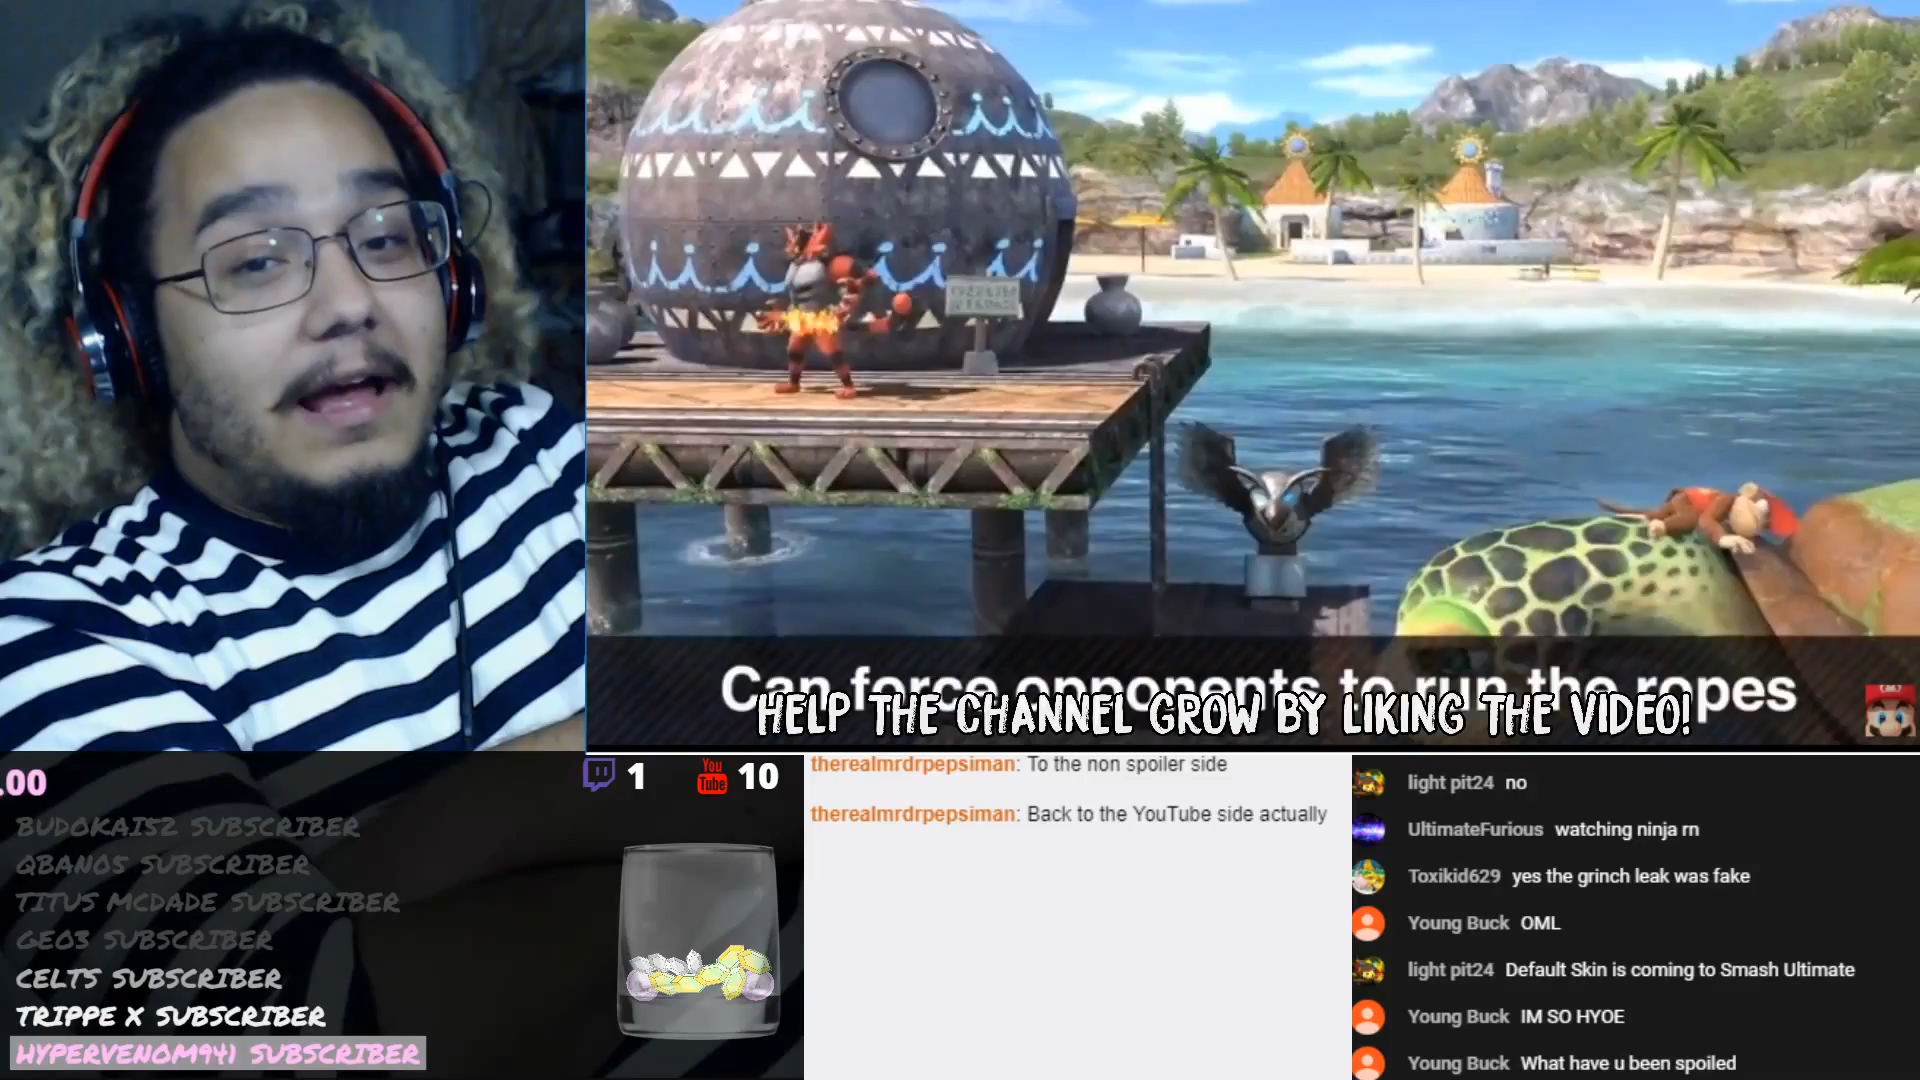 Can force opponents to run the ropes
HELP THE CHANNEL GROW BY LIKING THE VIDEO!
.00
1
You
Tube
10
BUDOKAI52 SUBSCRIBER
QBANO5 SUBSCRIBER
TITUS MCDADE SUBSCRIBER
GEO3 SUBSCRIBER
CELTS SUBSCRIBER
TRIPPE X SUBSCRIBER
HYPERVENOM941 SUBSCRIBER
therealmrdrpepsiman: To the non spoiler side
therealmrdrpepsiman: Back to the YouTube side actually
light pit24 no
UltimateFurious watching ninja rn
Toxikid629 yes the grinch leak was fake
Young Buck OML
light pit24 Default Skin is coming to Smash Ultimate
Young Buck IM SO HYOE
Young Buck What have u been spoiled